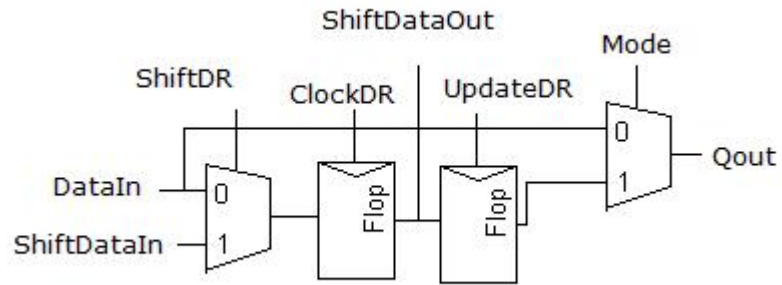 ShiftDataOut
Mode
ShiftDR
ClockDR
UpdateDR
0
Qout
DataIn
0
Flop
Flop
1
ShiftDataIn
1